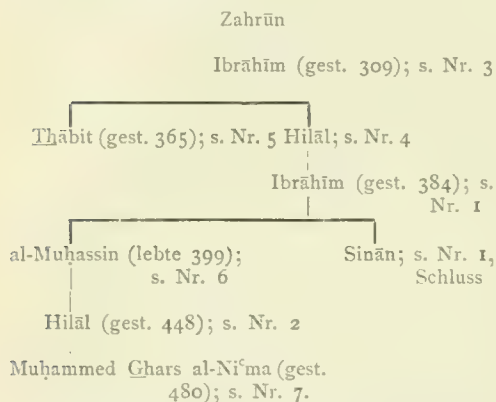 Zahrūn
Ibrāhīm (gest. 309); s. Nr. 3
Thābit (gest. 365); s. Nr. 5 Hilāl; s. Nr. 4
Ibrāhīm (gest. 384); s.
Nr. 1
al-Muḥassin (lebte 399);
s. Nr. 6
Sinān; s. Nr. 1,
Schluss
Hilāl (gest. 448); s. Nr. 2
Muḥammed Ghars al-Niʿma (gest.
480); s. Nr. 7.